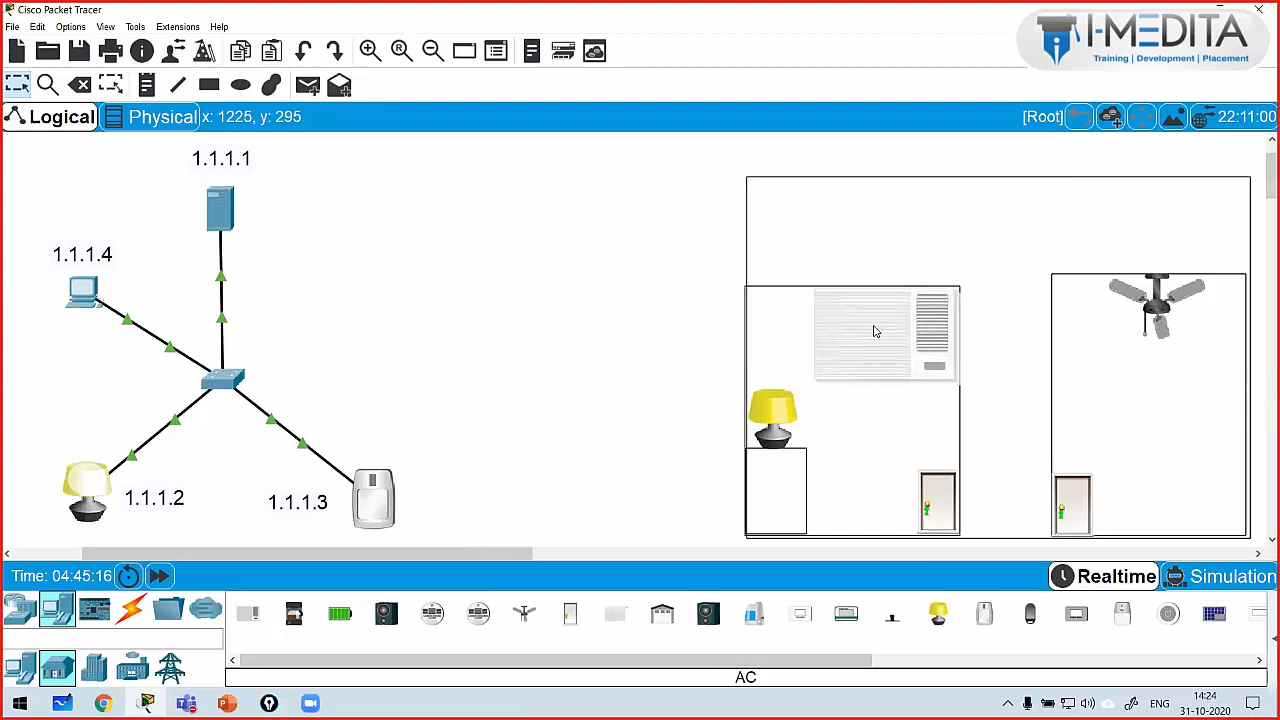 Cisco Packet Tracer
File Edit Options View Tools Extensions Help
I-MEDITA
Training | Development | Placement
Logical Physical x: 1225, y: 295 [Root] 22:11:00
1.1.1.1
1.1.1.4
1.1.1.2
1.1.1.3
Time: 04:45:16 Realtime Simulation
AC
ENG
14:24
31-10-2020